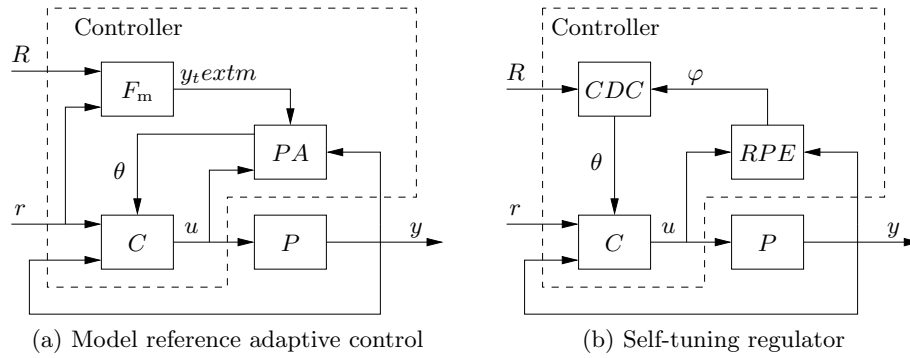 Controller
R
F_m
y_textm
PA
θ
r
C
u
P
y
(a) Model reference adaptive control
Controller
R
CDC
φ
RPE
θ
r
C
u
P
y
(b) Self-tuning regulator